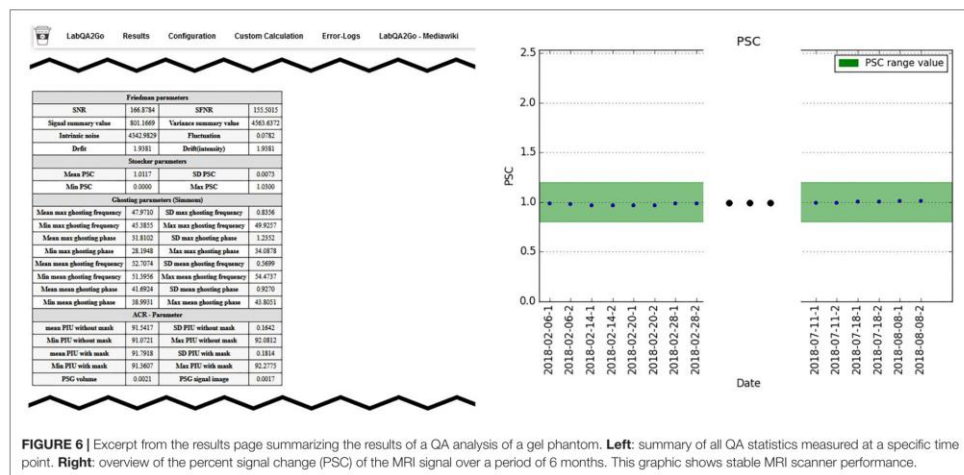 LabQA2Go Results Configuration Custom Calculation Error-Logs LabQA2Go - Mediawiki
Friedman parameters
SNR 166.8784 SFNR 155.5015
Signal summary value 801.1669 Variance summary value 4563.6372
Intrinsic noise 4342.9829 Fluctuation 0.0782
Drfit 1.9381 Drift(intensity) 1.9381
Stoecker parameters
Mean PSC 1.0117 SD PSC 0.0073
Min PSC 0.0000 Max PSC 1.0300
Ghosting parameters (Simmons)
Mean max ghosting frequency 47.9710 SD max ghosting frequency 0.8356
Min max ghosting frequency 45.3855 Max max ghosting frequency 49.9257
Mean max ghosting phase 31.8102 SD max ghosting phase 1.2352
Min max ghosting phase 28.1948 Max max ghosting phase 34.0878
Mean mean ghosting frequency 52.7074 SD mean ghosting frequency 0.5699
Min mean ghosting frequency 51.3956 Max mean ghosting frequency 54.4737
Mean mean ghosting phase 41.6924 SD mean ghosting phase 0.9270
Min mean ghosting phase 38.9931 Max mean ghosting phase 43.8051
ACR - Parameter
mean PIU without mask 91.5417 SD PIU without mask 0.1642
Min PIU without mask 91.0721 Max PIU without mask 92.0812
mean PIU with mask 91.7918 SD PIU with mask 0.1814
Min PIU with mask 91.3607 Max PIU with mask 92.2775
PSG volume 0.0021 PSG signal image 0.0017
PSC
PSC range value
2.5
2.0
1.5
1.0
0.5
0.0
PSC
2018-02-06-1
2018-02-06-2
2018-02-14-1
2018-02-14-2
2018-02-20-1
2018-02-20-2
2018-02-28-1
2018-02-28-2
2018-07-11-1
2018-07-11-2
2018-07-18-1
2018-07-18-2
2018-08-08-1
2018-08-08-2
Date
FIGURE 6 | Excerpt from the results page summarizing the results of a QA analysis of a gel phantom. Left: summary of all QA statistics measured at a specific time
point. Right: overview of the percent signal change (PSC) of the MRI signal over a period of 6 months. This graphic shows stable MRI scanner performance.